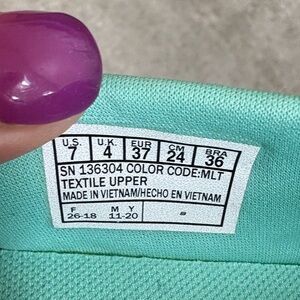 U.S. U.K. EUR CM BRA
7 4 37 24 36
SN 136304 COLOR CODE:MLT
TEXTILE UPPER
MADE IN VIETNAM/HECHO EN VIETNAM
F M Y
26-18 11-20